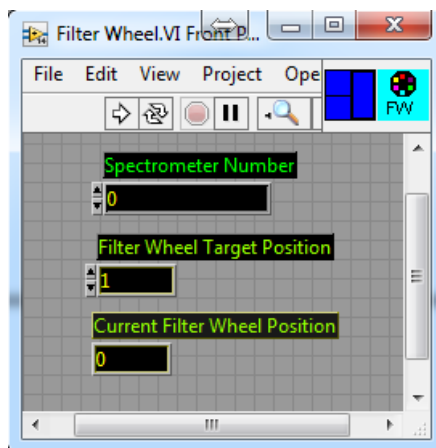 Filter Wheel.VI Front P...
File Edit View Project Ope
FW
Spectrometer Number
0
Filter Wheel Target Position
1
Current Filter Wheel Position
0